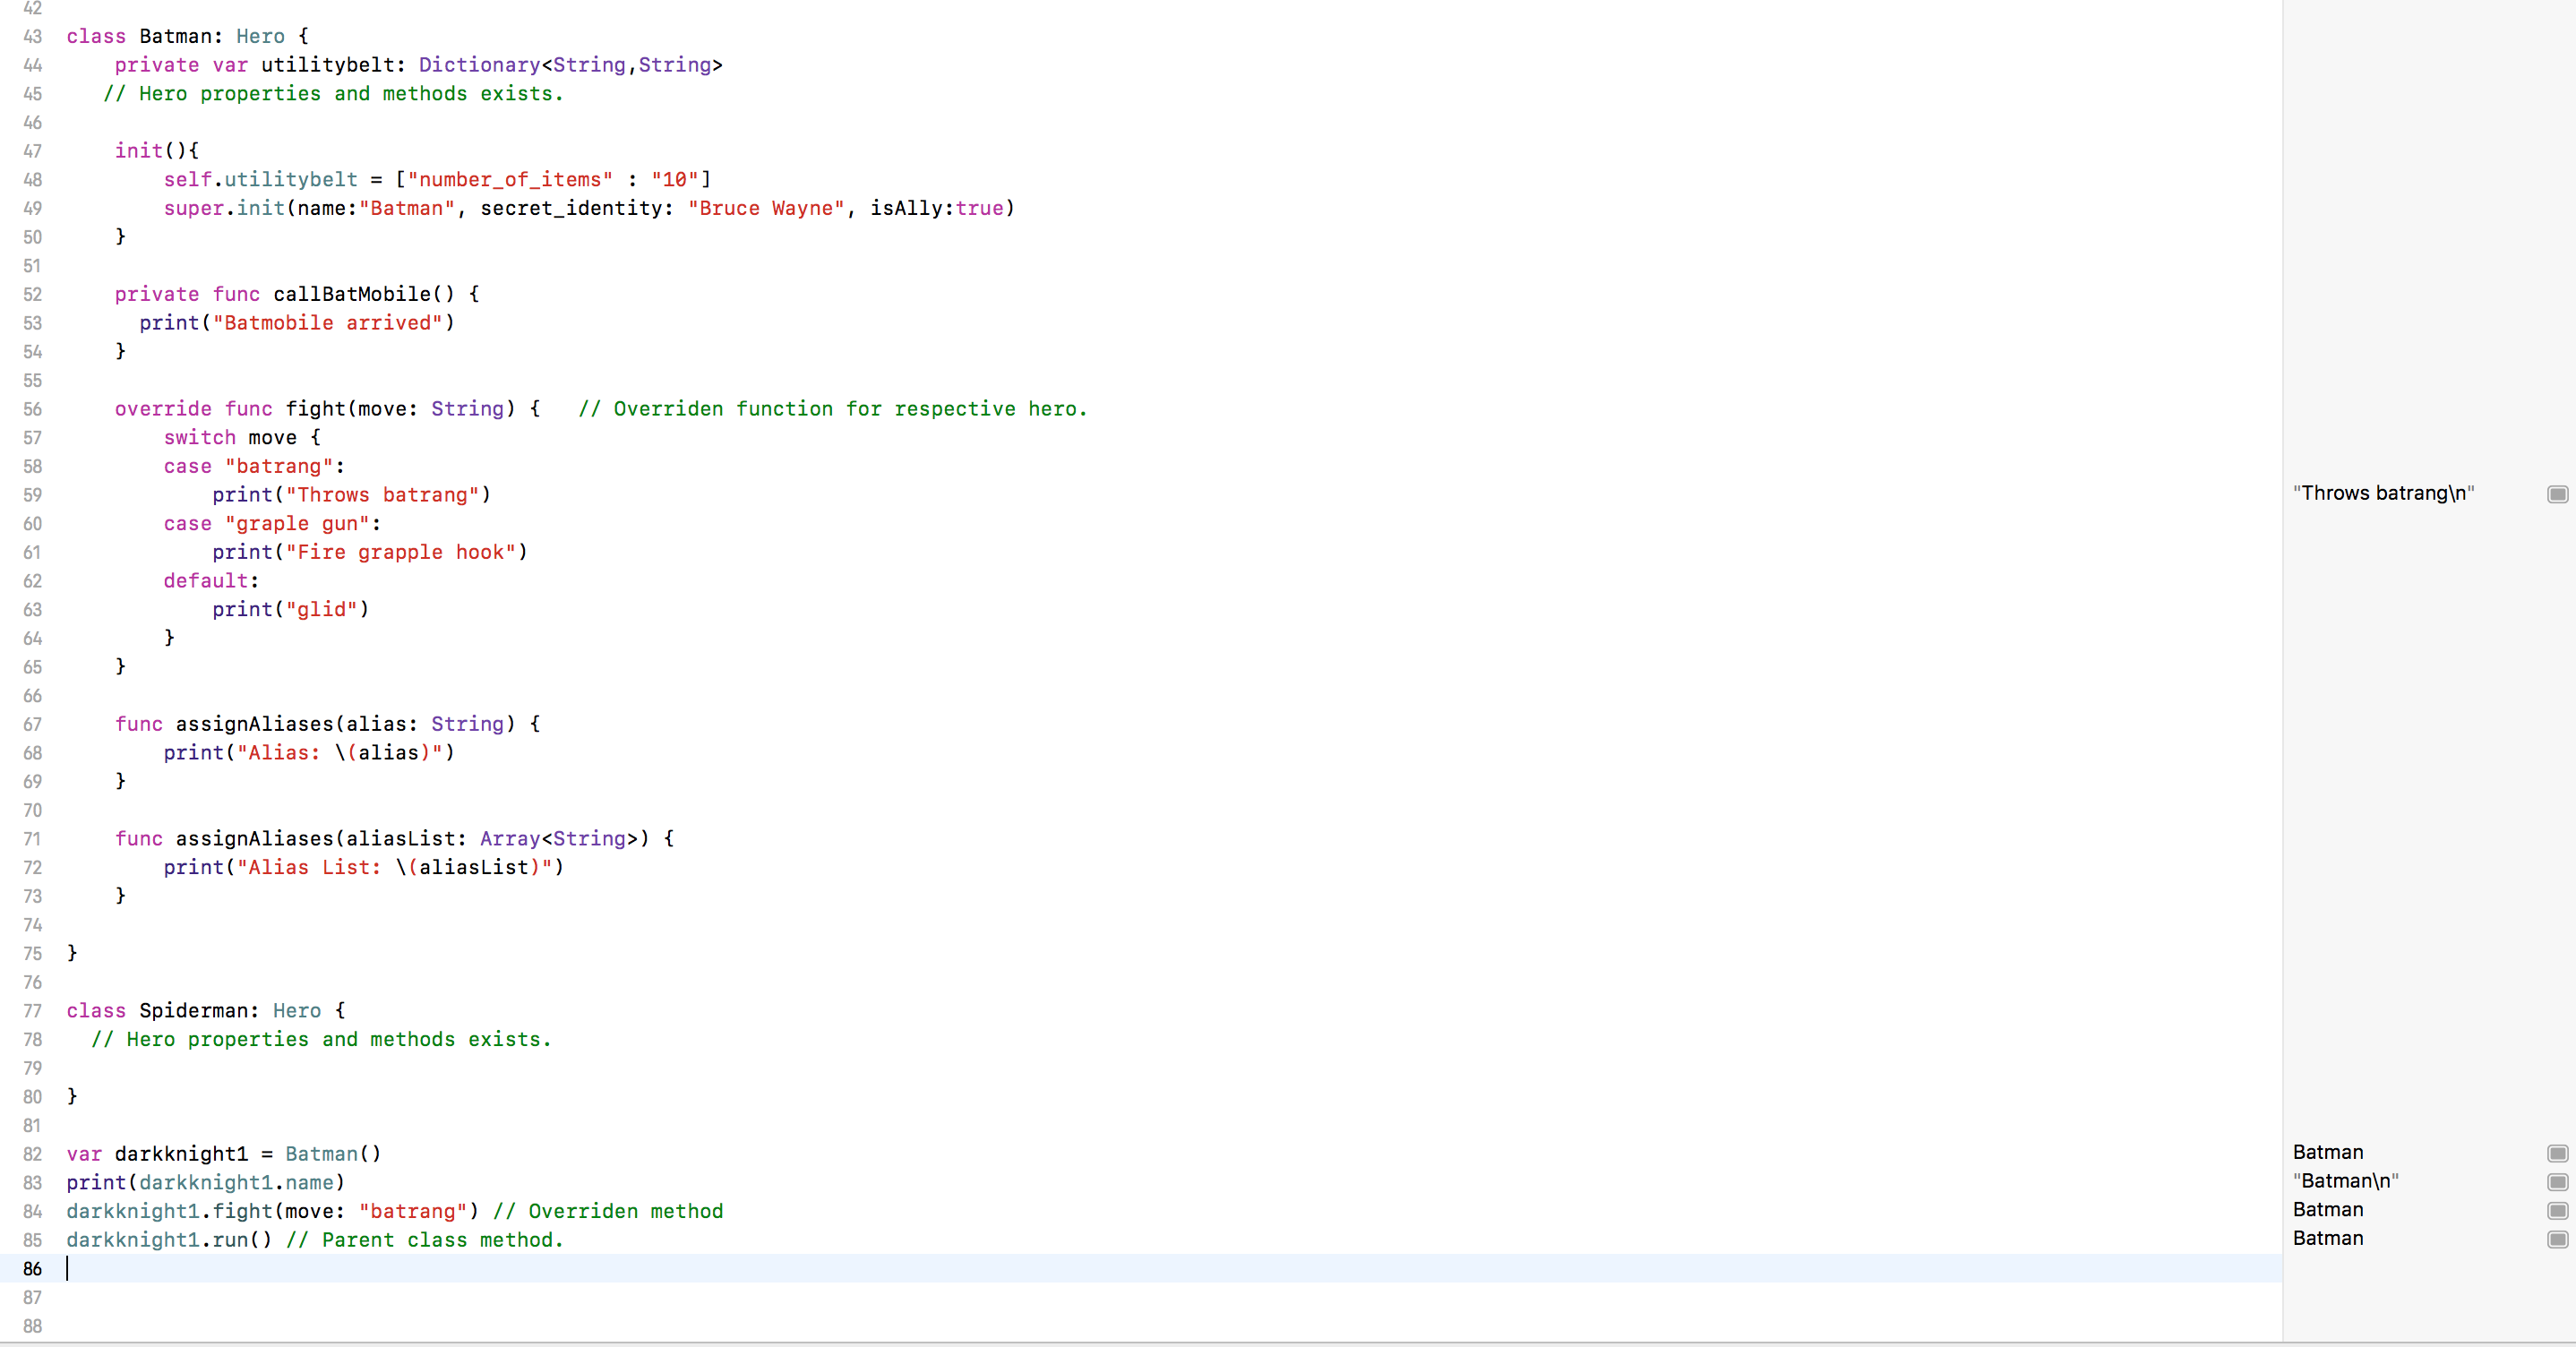 42
43 class Batman: Hero {
44     private var utilitybelt: Dictionary<String,String>
45    // Hero properties and methods exists.
46
47     init(){
48         self.utilitybelt = ["number_of_items" : "10"]
49         super.init(name:"Batman", secret_identity: "Bruce Wayne", isAlly:true)
50     }
51
52     private func callBatMobile() {
53       print("Batmobile arrived")
54     }
55
56     override func fight(move: String) {   // Overriden function for respective hero.
57         switch move {
58         case "batrang":
59             print("Throws batrang") "Throws batrang\n"
60         case "graple gun":
61             print("Fire grapple hook")
62         default:
63             print("glid")
64         }
65     }
66
67     func assignAliases(alias: String) {
68         print("Alias: \(alias)")
69     }
70
71     func assignAliases(aliasList: Array<String>) {
72         print("Alias List: \(aliasList)")
73     }
74
75 }
76
77 class Spiderman: Hero {
78   // Hero properties and methods exists.
79
80 }
81
82 var darkknight1 = Batman() Batman
83 print(darkknight1.name) "Batman\n"
84 darkknight1.fight(move: "batrang") // Overriden method Batman
85 darkknight1.run() // Parent class method. Batman
86
87
88